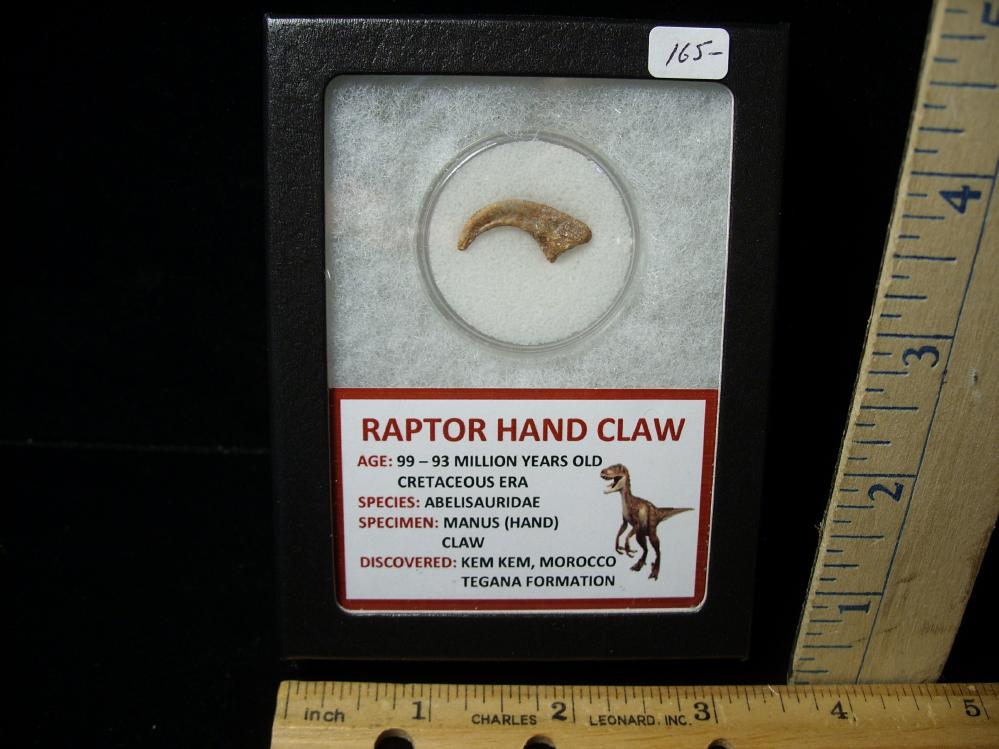 165-
RAPTOR HAND CLAW
AGE: 99 – 93 MILLION YEARS OLD
CRETACEOUS ERA
SPECIES: ABELISAURIDAE
SPECIMEN: MANUS (HAND)
CLAW
DISCOVERED: KEM KEM, MOROCCO
TEGANA FORMATION
5
4
3
2
1
inch 1 CHARLES 2 LEONARD, INC. 3 4 5